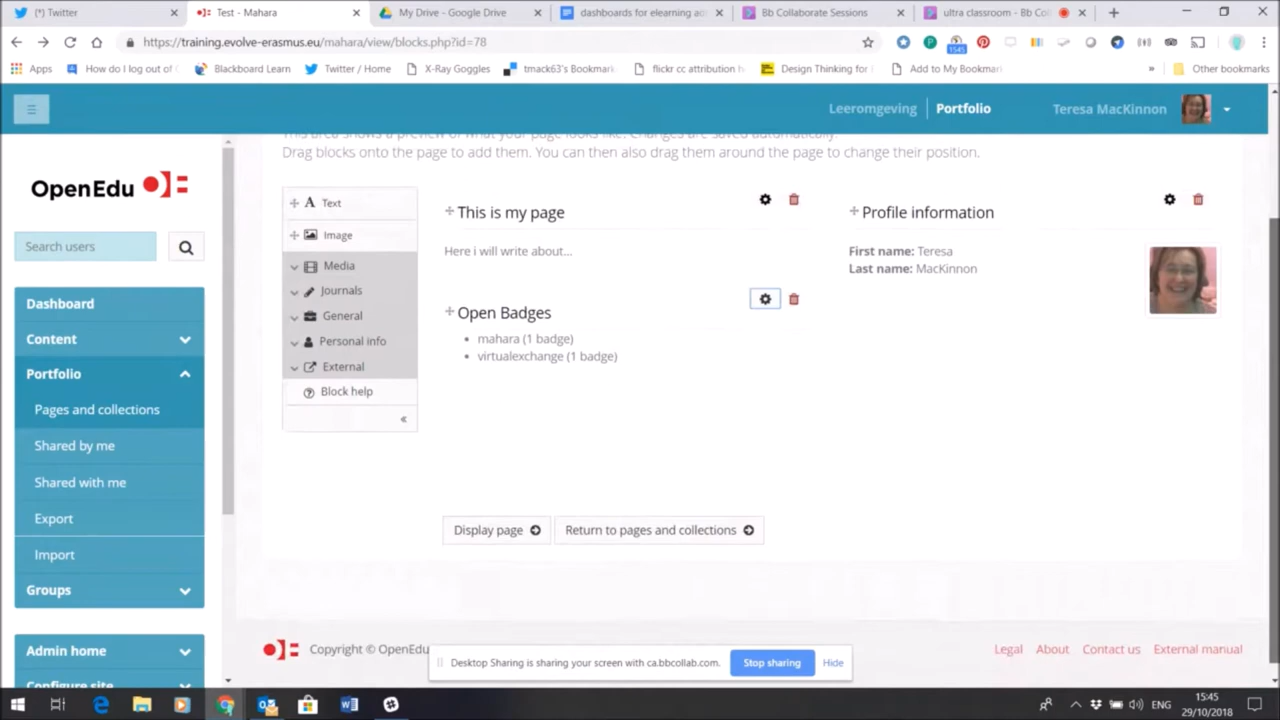 (*) Twitter
Test - Mahara
My Drive - Google Drive
dashboards for elearning ad
Bb Collaborate Sessions
ultra classroom - Bb Col
https://training.evolve-erasmus.eu/mahara/view/blocks.php?id=78
1545
Apps
How do I log out of
Blackboard Learn
Twitter / Home
X-Ray Goggles
tmack63's Bookmark
flickr cc attribution h
Design Thinking for
Add to My Bookmar
»
Other bookmarks
Leeromgeving
Portfolio
Teresa MacKinnon
This area shows a preview of what your page looks like. Changes are saved automatically.
Drag blocks onto the page to add them. You can then also drag them around the page to change their position.
OpenEdu
Search users
Dashboard
Content
Portfolio
Pages and collections
Shared by me
Shared with me
Export
Import
Groups
Admin home
Configure site
Text
Image
Media
Journals
General
Personal info
External
Block help
«
This is my page
Here i will write about...
Open Badges
mahara (1 badge)
virtualexchange (1 badge)
Profile information
First name: Teresa
Last name: MacKinnon
Display page
Return to pages and collections
Copyright © OpenEdu
Desktop Sharing is sharing your screen with ca.bbcollab.com.
Stop sharing
Hide
Legal
About
Contact us
External manual
ENG
15:45
29/10/2018